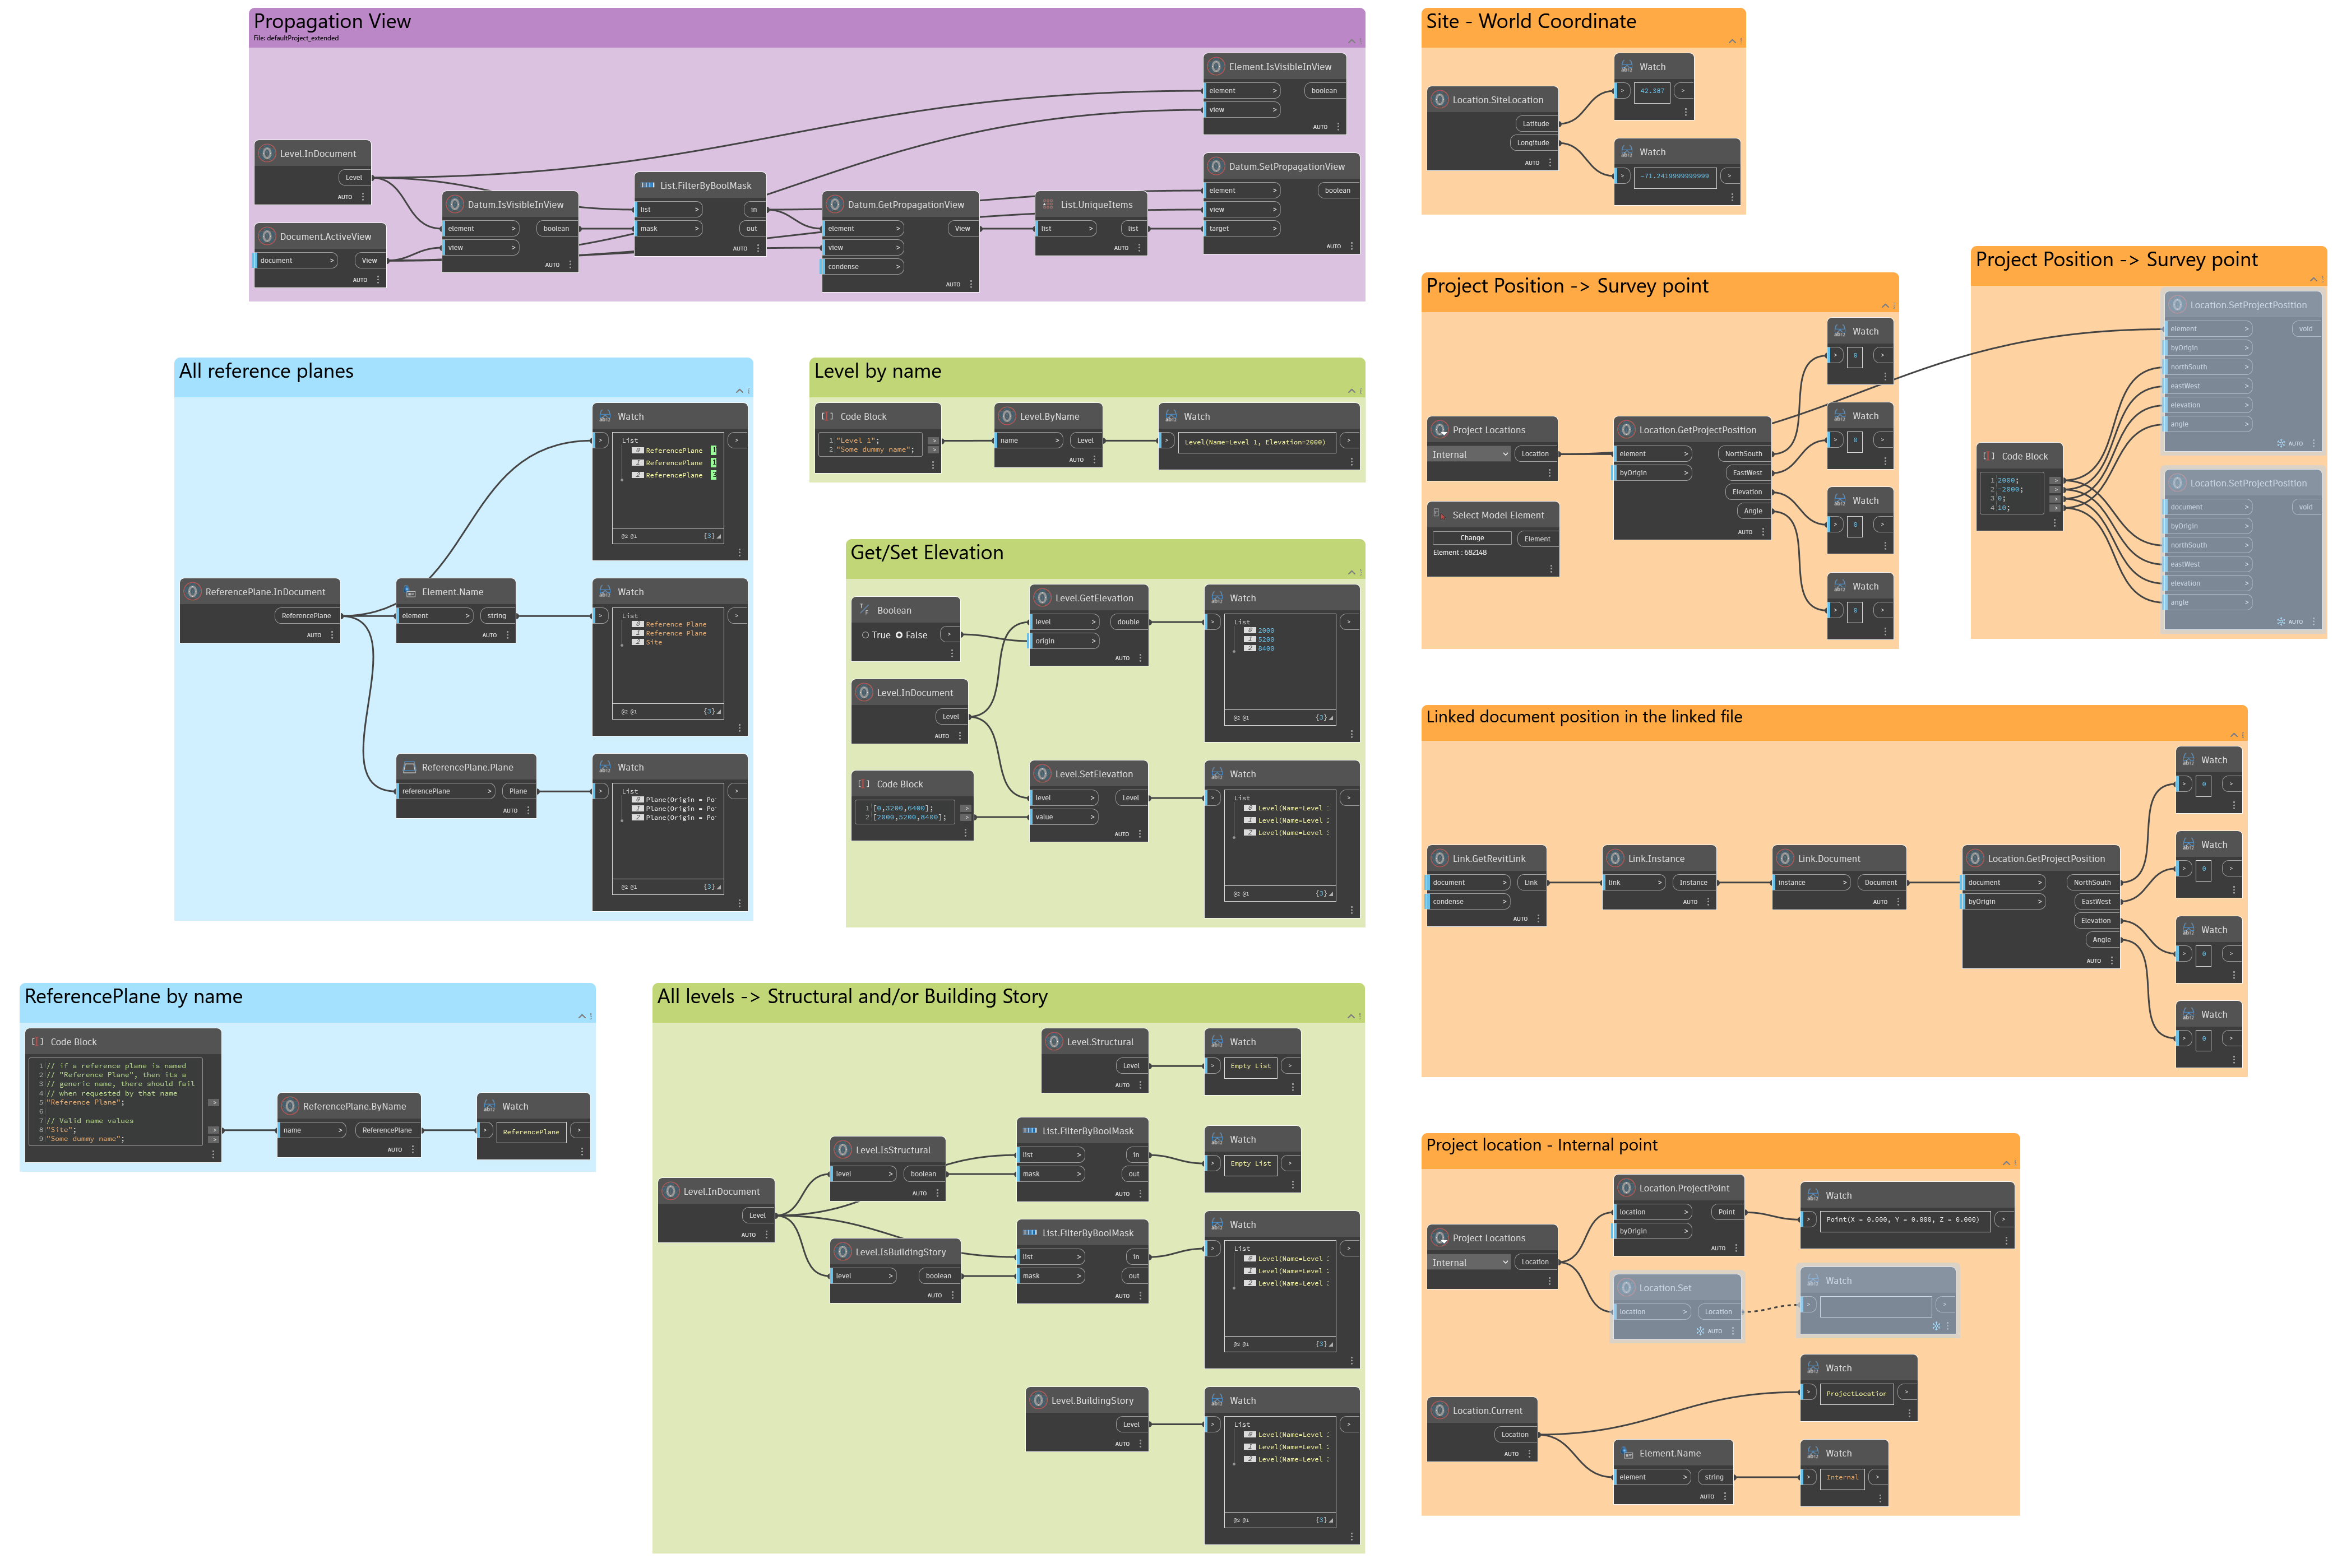 Propagation View
File: defaultProject_extended
Level.InDocument
Level
AUTO
Document.ActiveView
document >
View
AUTO
Datum.IsVisibleInView
element >
boolean
view >
AUTO
List.FilterByBoolMask
list >
in
mask >
out
AUTO
Datum.GetPropagationView
element >
View
view >
condense >
AUTO
List.UniqueItems
list >
list
AUTO
Element.IsVisibleInView
element >
boolean
view >
AUTO
Datum.SetPropagationView
element >
boolean
view >
target >
AUTO
Site - World Coordinate
Location.SiteLocation
Latitude
Longitude
AUTO
Watch
> 42.387 >
Watch
> -71.2419999999999 >
Project Position -> Survey point
Project Locations
Internal
Location
Select Model Element
Change
Element
Element : 682148
Location.GetProjectPosition
element >
NorthSouth
byOrigin >
EastWest
Elevation
Angle
AUTO
Watch
> 0 >
Watch
> 0 >
Watch
> 0 >
Watch
> 0 >
Project Position -> Survey point
Code Block
1 2000; >
2 -2000; >
3 0; >
4 10; >
Location.SetProjectPosition
element >
void
byOrigin >
northSouth >
eastWest >
elevation >
angle >
AUTO
Location.SetProjectPosition
document >
void
byOrigin >
northSouth >
eastWest >
elevation >
angle >
AUTO
All reference planes
ReferencePlane.InDocument
ReferencePlane
AUTO
Watch
List
0 ReferencePlane
1 ReferencePlane
2 ReferencePlane
@2 @1 {3}
Element.Name
element >
string
AUTO
Watch
List
0 Reference Plane
1 Reference Plane
2 Site
@2 @1 {3}
ReferencePlane.Plane
referencePlane >
Plane
AUTO
Watch
List
0 Plane(Origin = Po
1 Plane(Origin = Po
2 Plane(Origin = Po
@2 @1 {3}
Level by name
Code Block
1 "Level 1"; >
2 "Some dummy name"; >
Level.ByName
name >
Level
AUTO
Watch
> Level(Name=Level 1, Elevation=2000) >
Get/Set Elevation
Boolean
True False >
Level.InDocument
Level
AUTO
Code Block
1 [0,3200,6400]; >
2 [2000,5200,8400]; >
Level.GetElevation
level >
double
origin >
AUTO
Watch
List
0 2000
1 5200
2 8400
@2 @1 {3}
Level.SetElevation
level >
Level
value >
AUTO
Watch
List
0 Level(Name=Level
1 Level(Name=Level
2 Level(Name=Level
@2 @1 {3}
Linked document position in the linked file
Link.GetRevitLink
document >
Link
condense >
AUTO
Link.Instance
link >
Instance
AUTO
Link.Document
instance >
Document
AUTO
Location.GetProjectPosition
document >
NorthSouth
byOrigin >
EastWest
Elevation
Angle
AUTO
Watch
> 0 >
Watch
> 0 >
Watch
> 0 >
Watch
> 0 >
ReferencePlane by name
Code Block
1 // if a reference plane is named
2 // "Reference Plane", then its a
3 // generic name, there should fail
4 // when requested by that name
5 "Reference Plane"; >
6
7 // Valid name values
8 "Site"; >
9 "Some dummy name"; >
ReferencePlane.ByName
name >
ReferencePlane
AUTO
Watch
> ReferencePlane >
All levels -> Structural and/or Building Story
Level.Structural
Level
AUTO
Watch
> Empty List >
Level.InDocument
Level
AUTO
Level.IsStructural
level >
boolean
AUTO
List.FilterByBoolMask
list >
in
mask >
out
AUTO
Watch
> Empty List >
Level.IsBuildingStory
level >
boolean
AUTO
List.FilterByBoolMask
list >
in
mask >
out
AUTO
Watch
List
0 Level(Name=Level
1 Level(Name=Level
2 Level(Name=Level
@2 @1 {3}
Level.BuildingStory
Level
AUTO
Watch
List
0 Level(Name=Level
1 Level(Name=Level
2 Level(Name=Level
@2 @1 {3}
Project location - Internal point
Project Locations
Internal
Location
Location.ProjectPoint
location >
Point
byOrigin >
AUTO
Watch
> Point(X = 0.000, Y = 0.000, Z = 0.000) >
Location.Set
location >
Location
AUTO
Watch
Location.Current
Location
AUTO
Watch
> ProjectLocation >
Element.Name
element >
string
AUTO
Watch
> Internal >